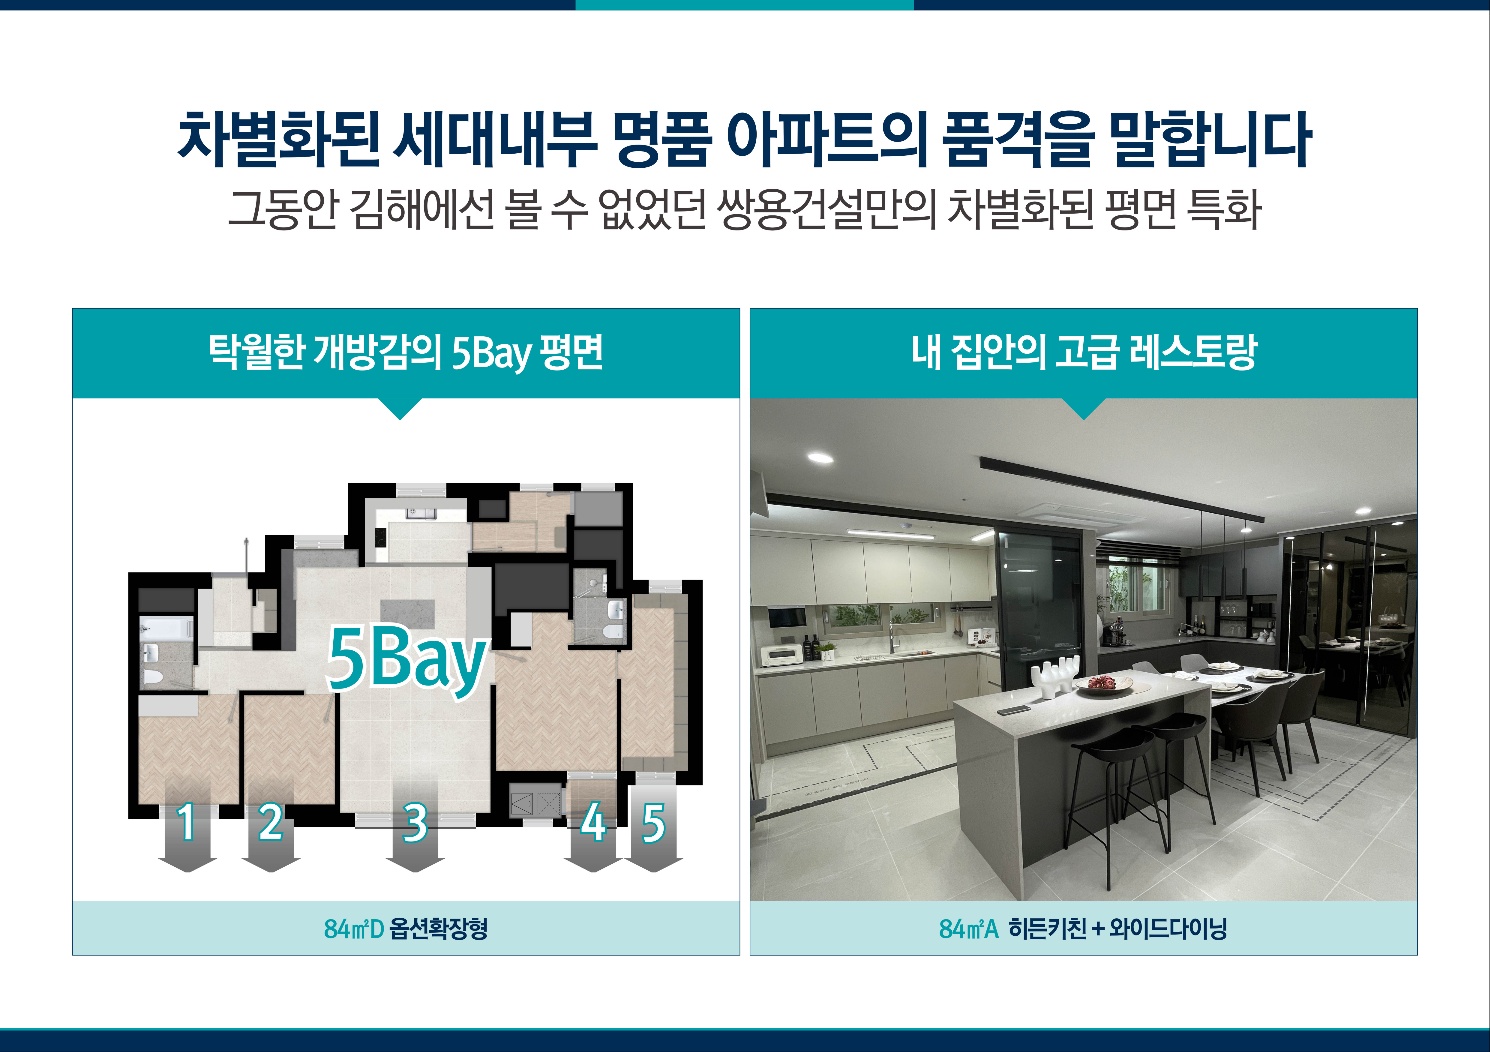 차별화된 세대내부 명품 아파트의 품격을 말합니다
그동안 김해에선 볼 수 없었던 쌍용건설만의 차별화된 평면 특화
탁월한 개방감의 5Bay 평면
5Bay
1 2 3 4 5
84㎡D 옵션확장형
내 집안의 고급 레스토랑
84㎡A 히든키친 + 와이드다이닝